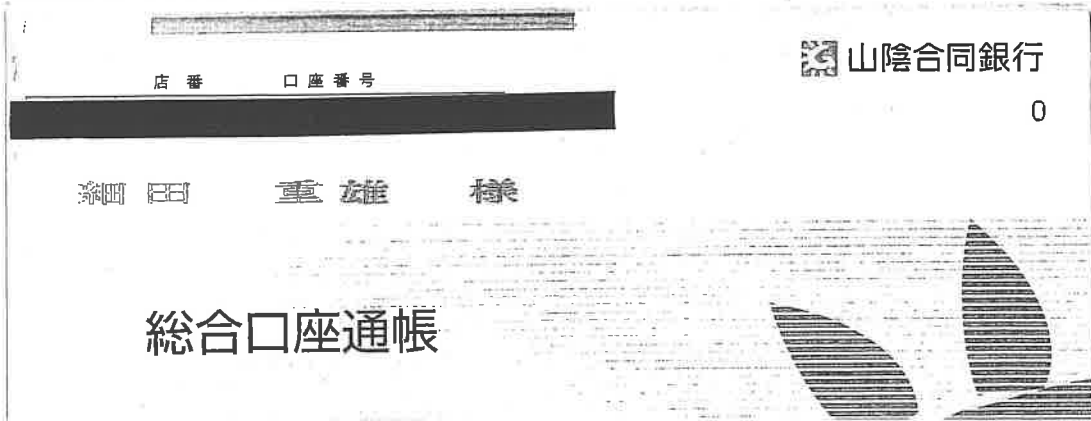 山陰合同銀行
店番 口座番号
0
田 重雄 様
総合口座通帳